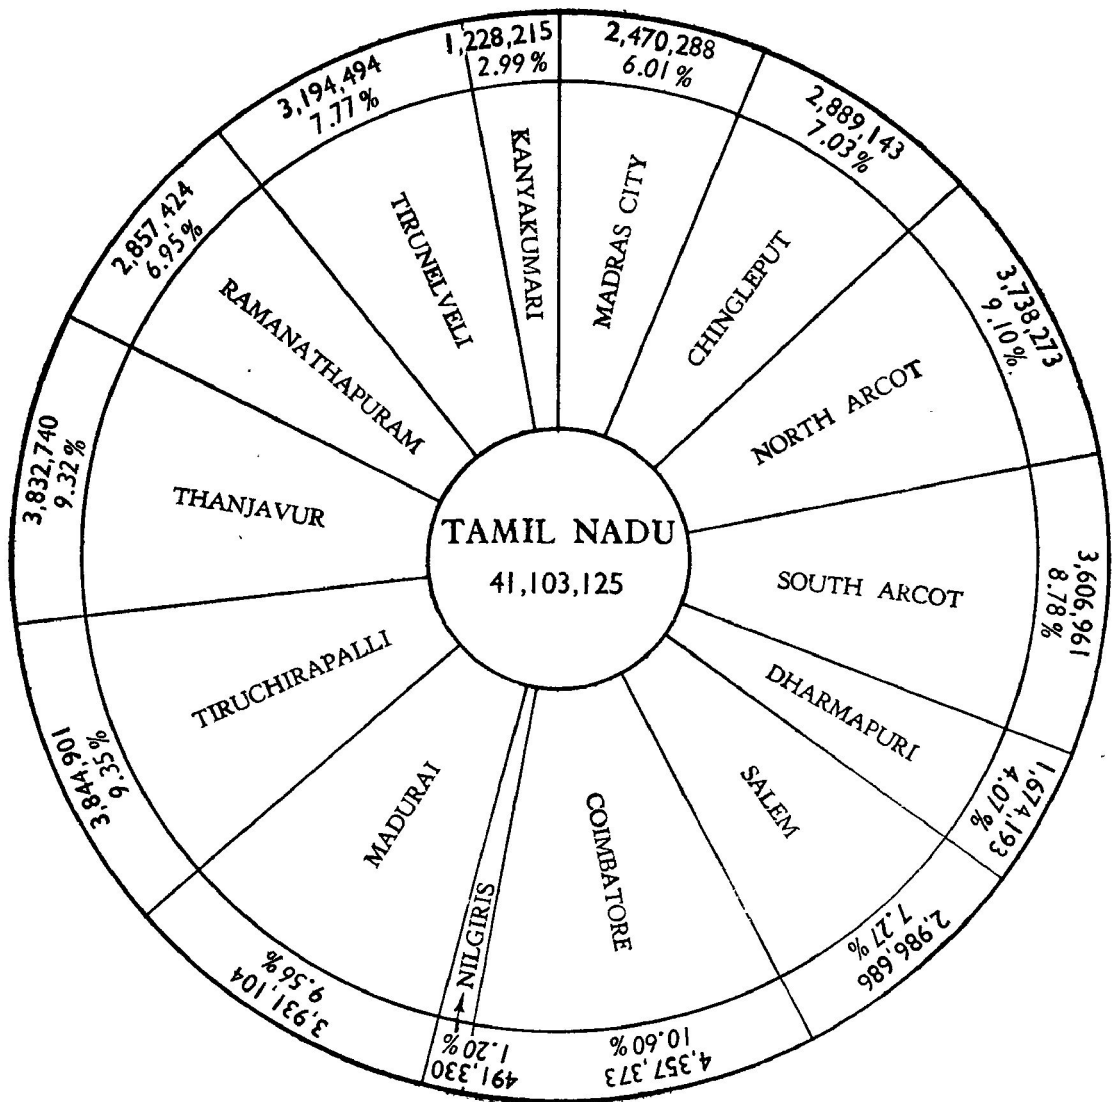 TAMIL NADU
41,103,125
2,470,288
6.01 %
MADRAS CITY
2,889,143
7.03%
CHINGLEPUT
3,738,273
9.10%.
NORTH ARCOT
3,606,961
8.78 %
SOUTH ARCOT
1,674,193
4.07 %
DHARMAPURI
2,986,686
7.27 %
SALEM
4,357,373
10.60 %
COIMBATORE
491,330
1.20 %
NILGIRIS
3,931,104
9.56 %
MADURAI
3,844,901
9.35 %
TIRUCHIRAPALLI
3,832,740
9.32 %
THANJAVUR
2,857,424
6.95 %
RAMANATHAPURAM
3,194,494
7.77 %
TIRUNELVELI
1,228,215
2.99 %
KANYAKUMARI